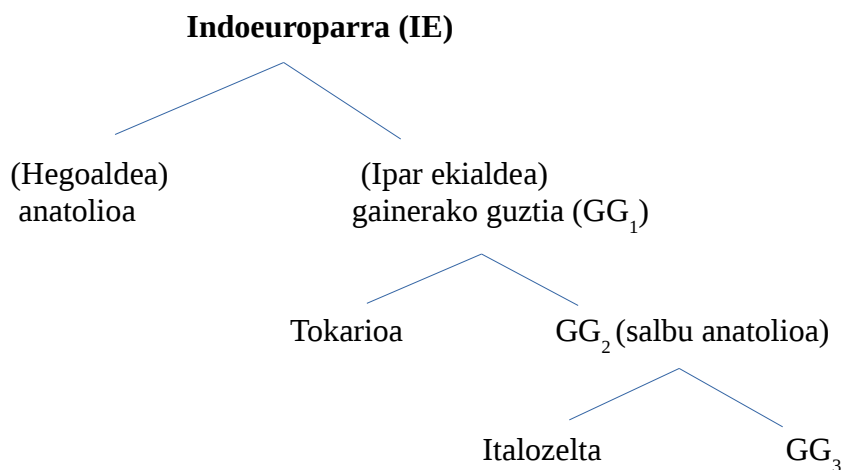 Indoeuroparra (IE)
(Hegoaldea) (Ipar ekialdea)
anatolioa gainerako guztia (GG₁)
Tokarioa GG₂ (salbu anatolioa)
Italozelta GG₃